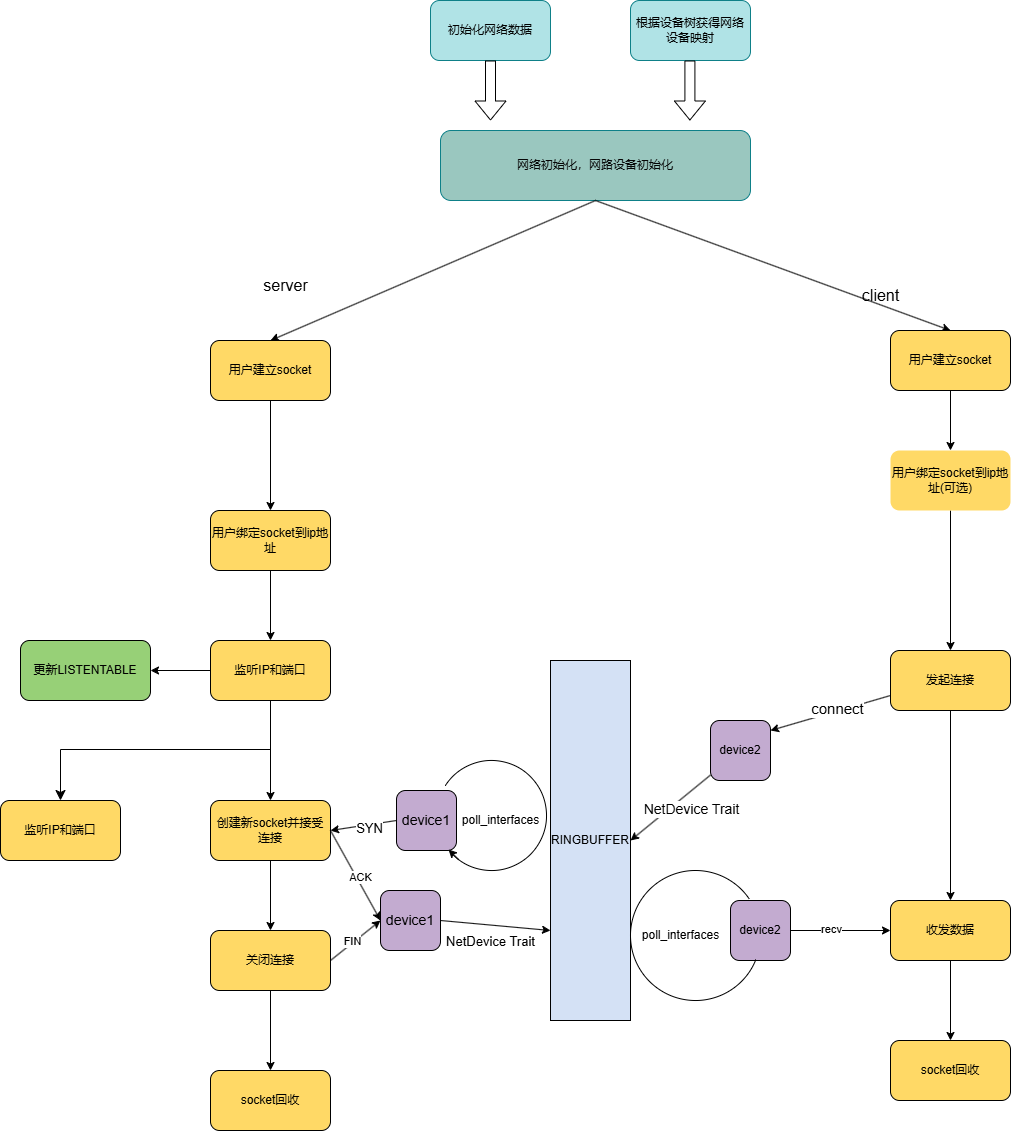 初始化网络数据
根据设备树获得网络
设备映射
网络初始化，网路设备初始化
server
client
用户建立socket
用户建立socket
用户绑定socket到ip地
址(可选)
用户绑定socket到ip地
址
更新LISTENTABLE
监听IP和端口
发起连接
connect
device2
NetDevice Trait
监听IP和端口
创建新socket并接受
连接
SYN
device1
poll_interfaces
RINGBUFFER
ACK
device1
NetDevice Trait
FIN
关闭连接
poll_interfaces
device2
recv
收发数据
socket回收
socket回收